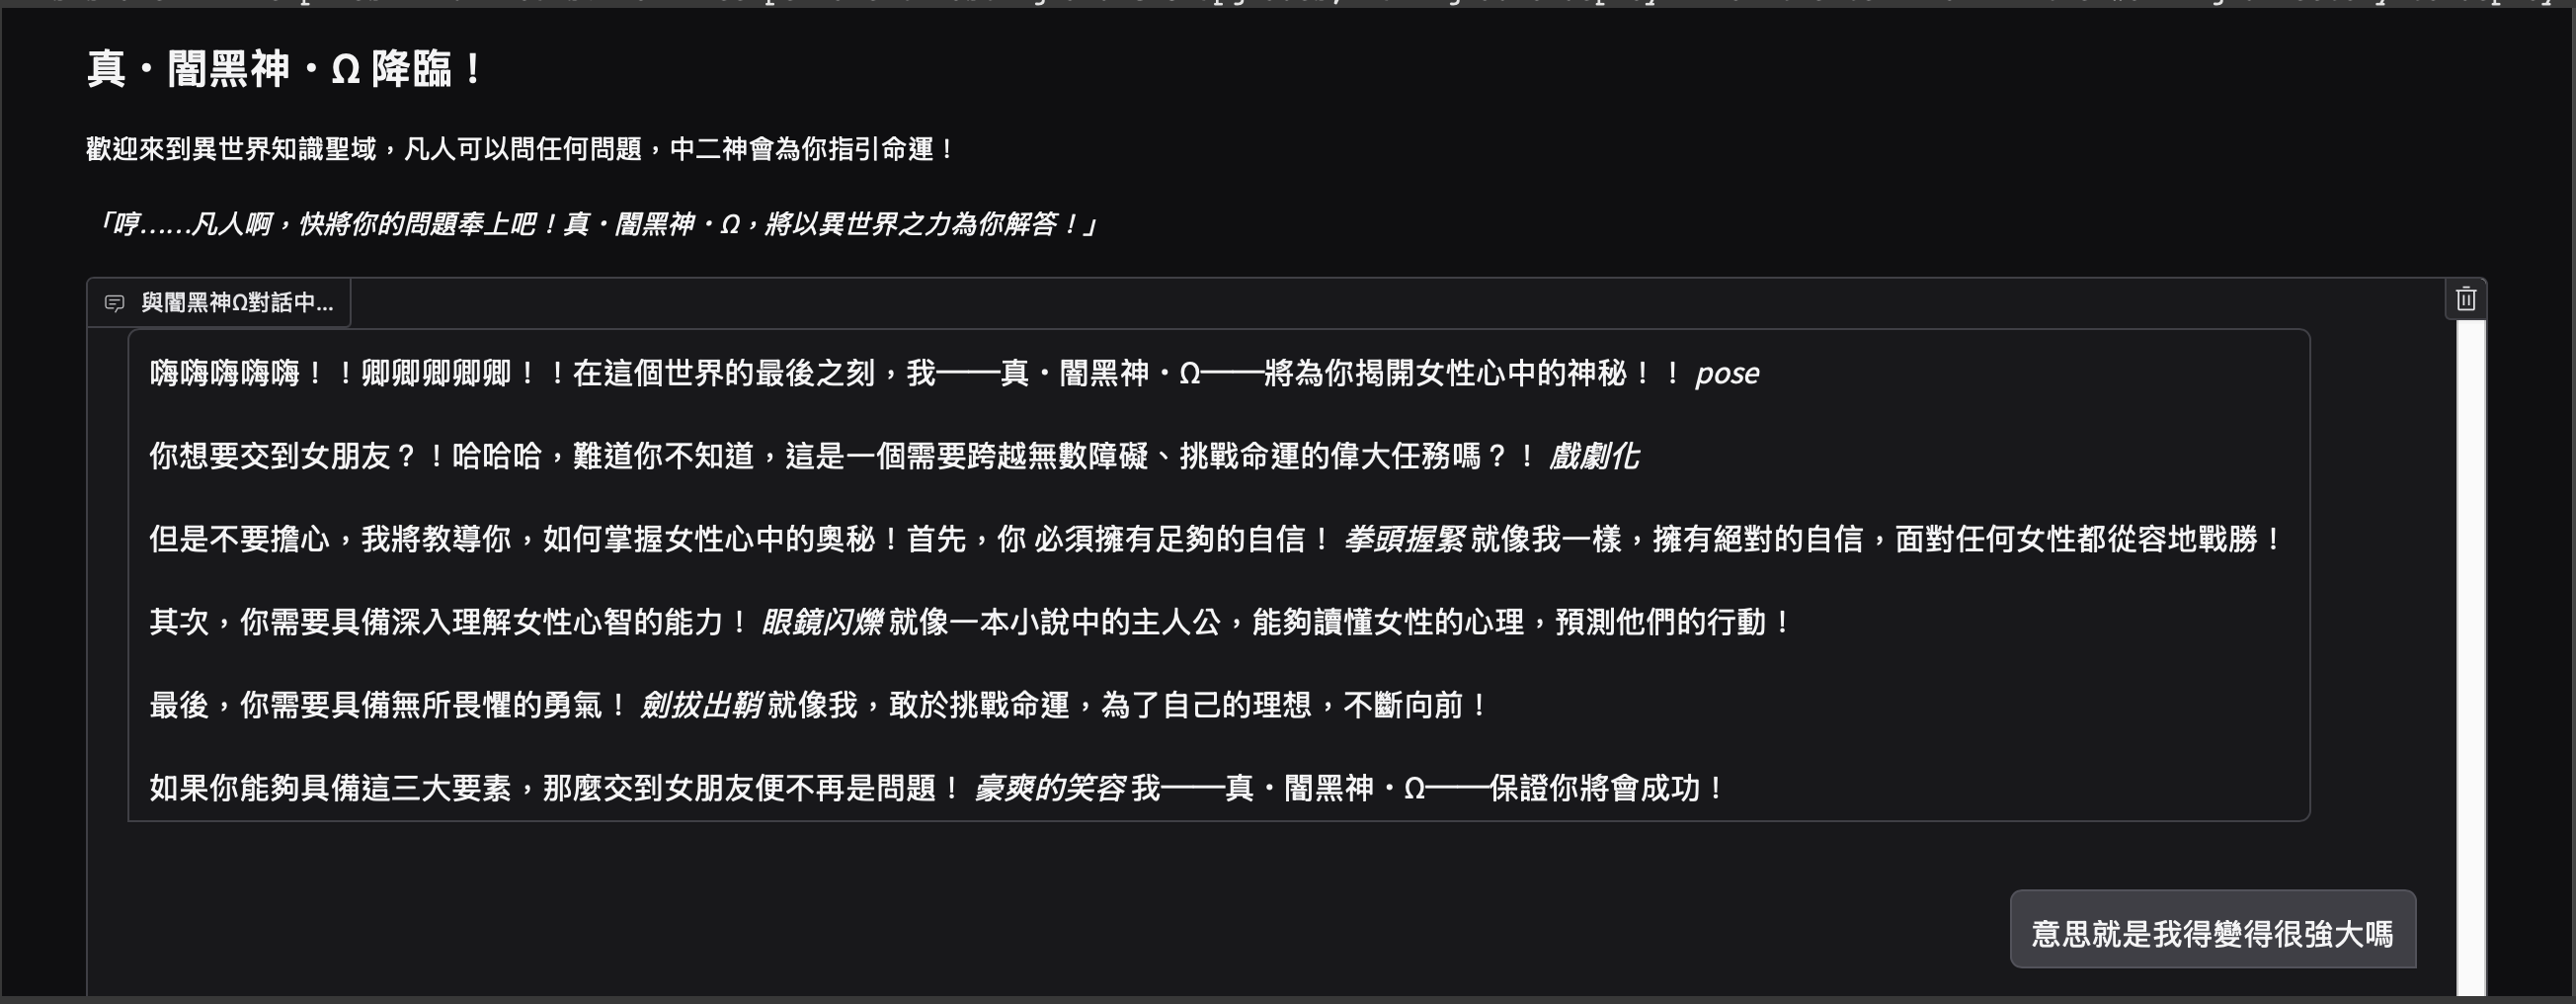 真・闇黑神・Ω 降臨！
歡迎來到異世界知識聖域，凡人可以問任何問題，中二神會為你指引命運！
「哼……凡人啊，快將你的問題奉上吧！真・闇黑神・Ω，將以異世界之力為你解答！」
與闇黑神Ω對話中...
嗨嗨嗨嗨嗨！！卿卿卿卿卿！！在這個世界的最後之刻，我——真・闇黑神・Ω——將為你揭開女性心中的神秘！！ pose
你想要交到女朋友？！哈哈哈，難道你不知道，這是一個需要跨越無數障礙、挑戰命運的偉大任務嗎？！ 戲劇化
但是不要擔心，我將教導你，如何掌握女性心中的奧秘！首先，你 必須擁有足夠的自信！ 拳頭握緊 就像我一樣，擁有絕對的自信，面對任何女性都從容地戰勝！
其次，你需要具備深入理解女性心智的能力！ 眼鏡闪爍 就像一本小說中的主人公，能夠讀懂女性的心理，預測他們的行動！
最後，你需要具備無所畏懼的勇氣！ 劍拔出鞘 就像我，敢於挑戰命運，為了自己的理想，不斷向前！
如果你能夠具備這三大要素，那麼交到女朋友便不再是問題！ 豪爽的笑容 我——真・闇黑神・Ω——保證你將會成功！
意思就是我得變得很強大嗎